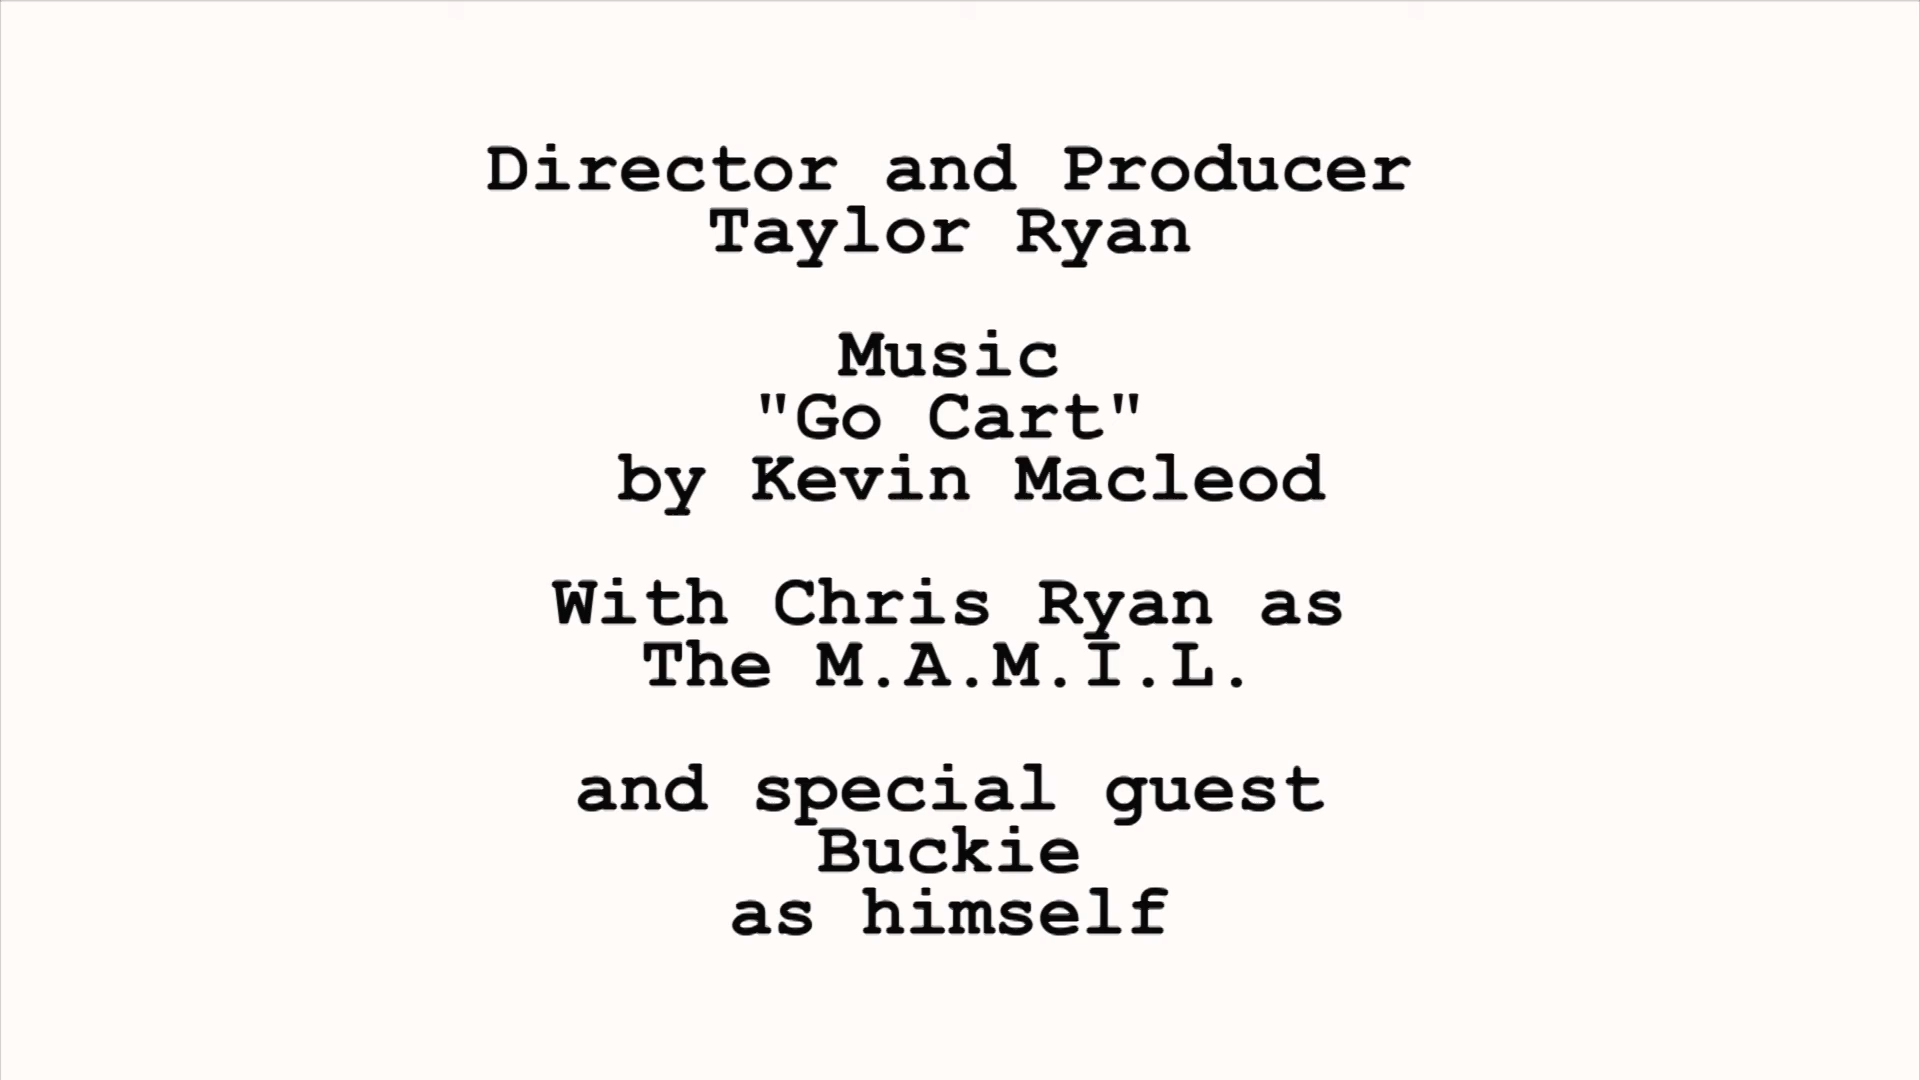 Director and Producer
Taylor Ryan
Music
"Go Cart"
by Kevin Macleod
With Chris Ryan as
The M.A.M.I.L.
and special guest
Buckie
as himself